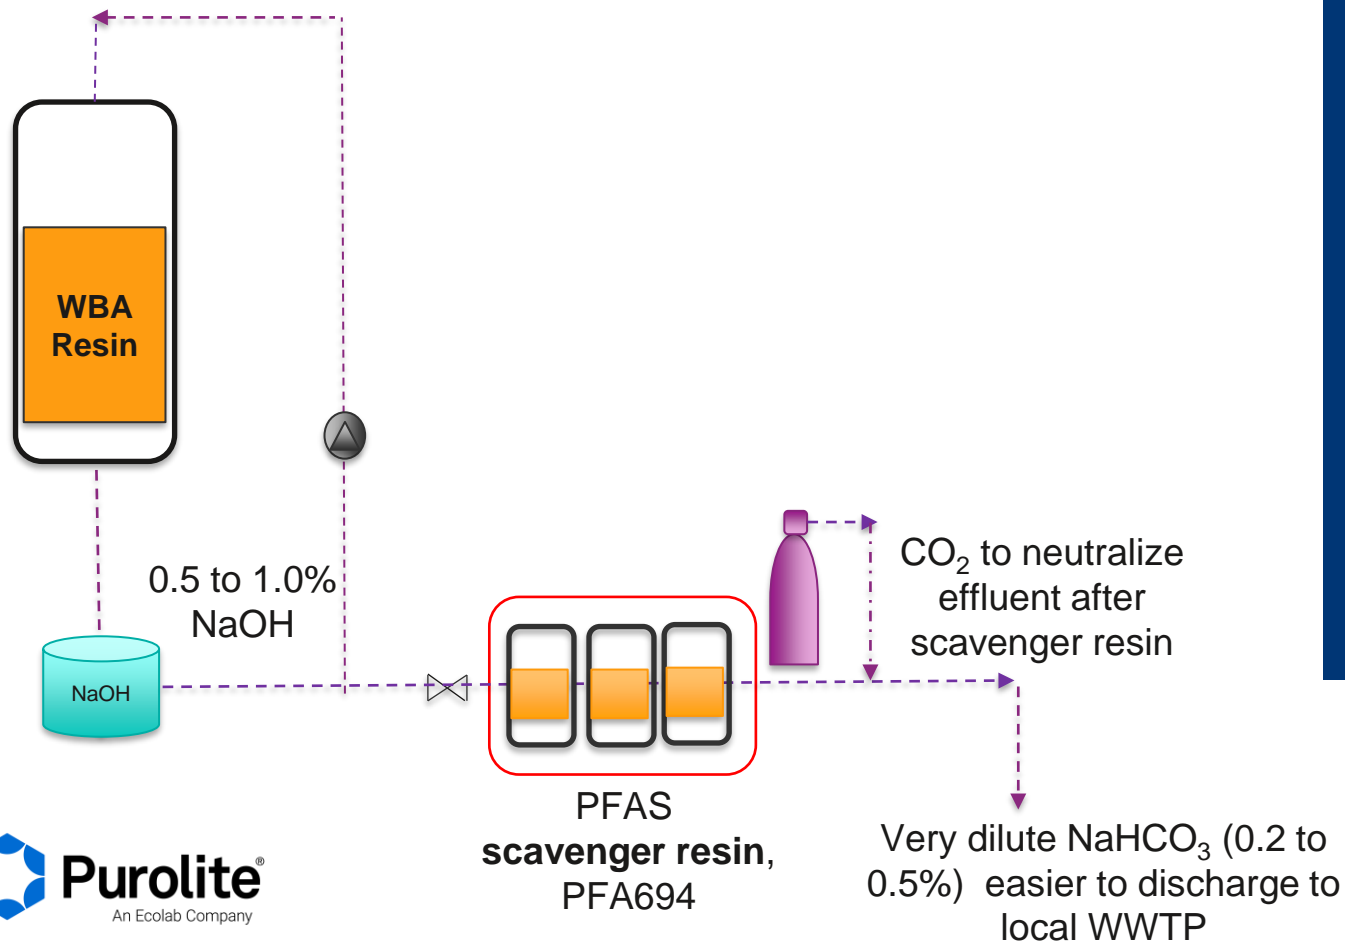 WBA
Resin
0.5 to 1.0%
NaOH
NaOH
CO₂ to neutralize
effluent after
scavenger resin
PFAS
scavenger resin,
PFA694
Very dilute NaHCO₃ (0.2 to
0.5%)  easier to discharge to
local WWTP
Purolite®
An Ecolab Company